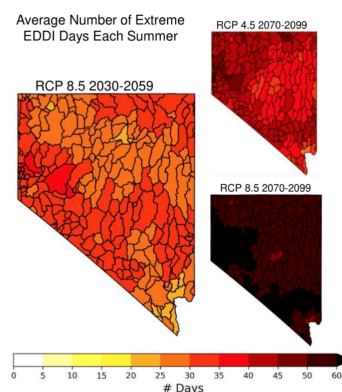 Average Number of Extreme
EDDI Days Each Summer
RCP 4.5 2070-2099
RCP 8.5 2030-2059
RCP 8.5 2070-2099
0 5 10 15 20 25 30 35 40 45 50 55 60
# Days